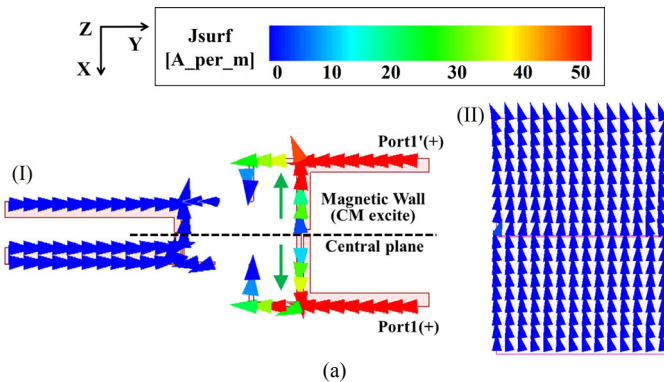 Z
Y
X
Jsurf
[A_per_m]
0 10 20 30 40 50
(I)
(II)
Port1'(+)
Magnetic Wall
(CM excite)
Central plane
Port1(+)
(a)